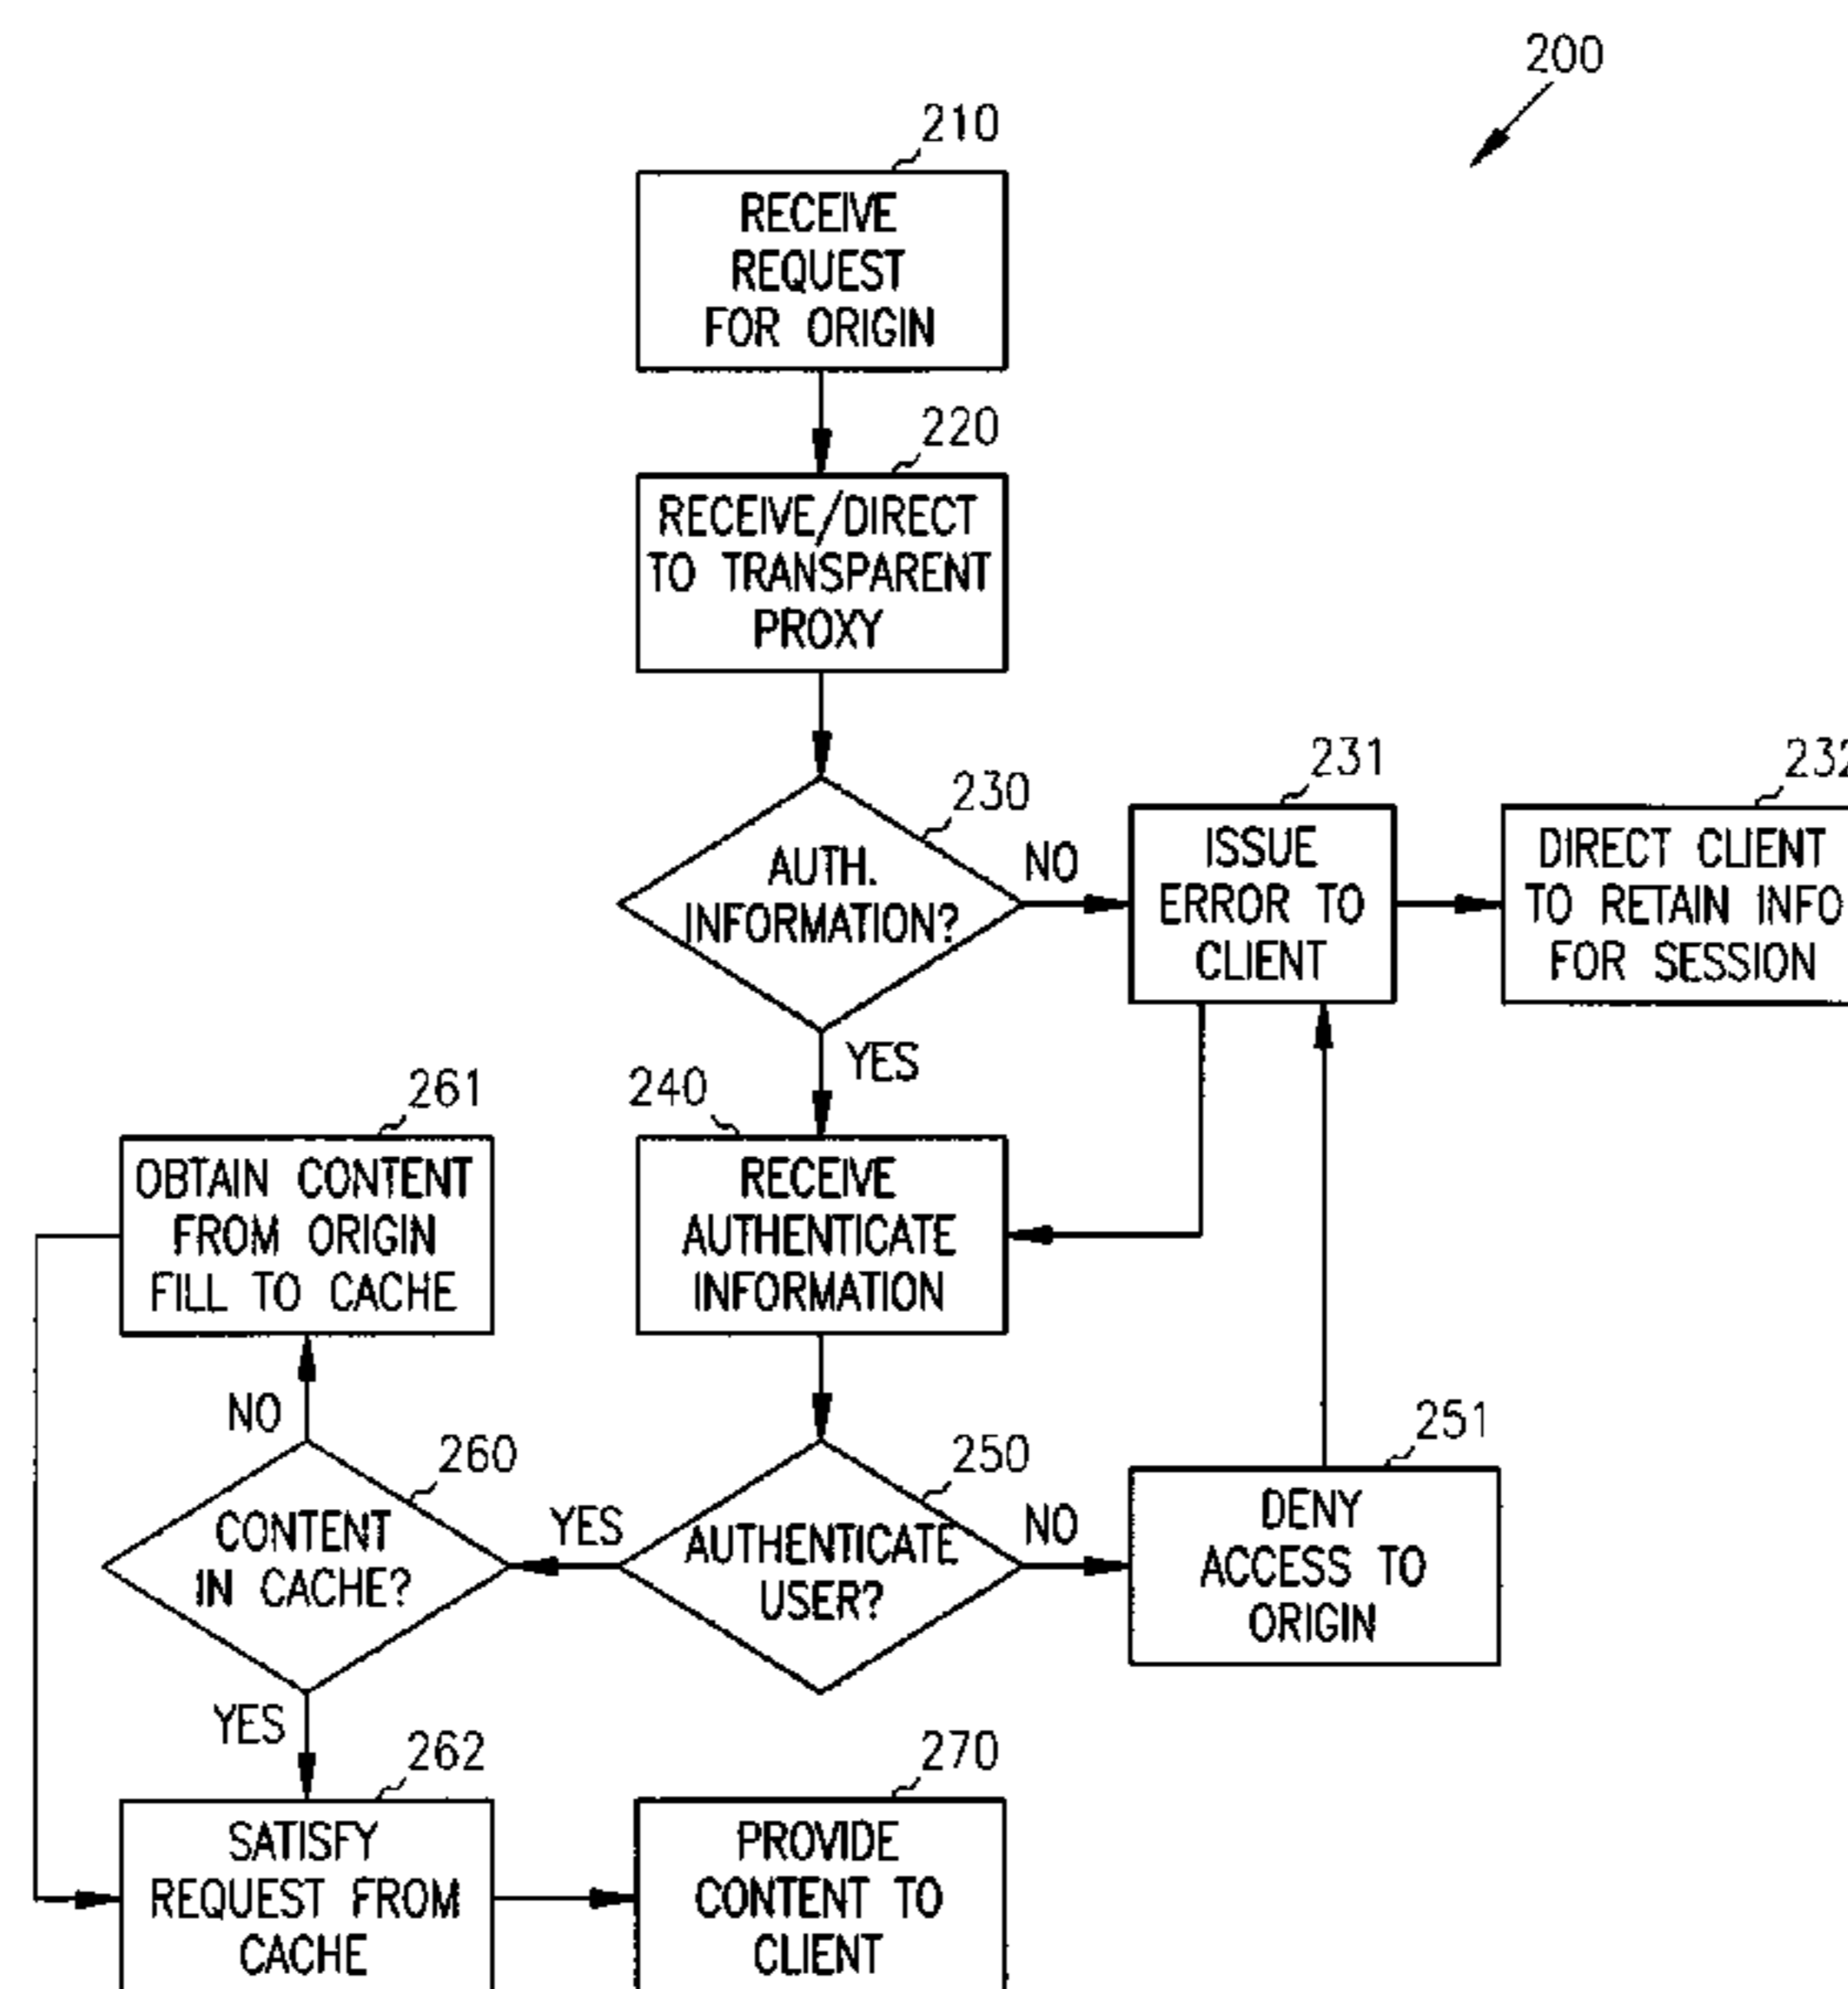 200
210
RECEIVE
REQUEST
FOR ORIGIN
220
RECEIVE/DIRECT
TO TRANSPARENT
PROXY
230
AUTH.
INFORMATION?
NO
231
ISSUE
ERROR TO
CLIENT
232
DIRECT CLIENT
TO RETAIN INFO
FOR SESSION
YES
240
RECEIVE
AUTHENTICATE
INFORMATION
261
OBTAIN CONTENT
FROM ORIGIN
FILL TO CACHE
NO
260
CONTENT
IN CACHE?
YES
250
AUTHENTICATE
USER?
NO
251
DENY
ACCESS TO
ORIGIN
YES
262
SATISFY
REQUEST FROM
CACHE
270
PROVIDE
CONTENT TO
CLIENT